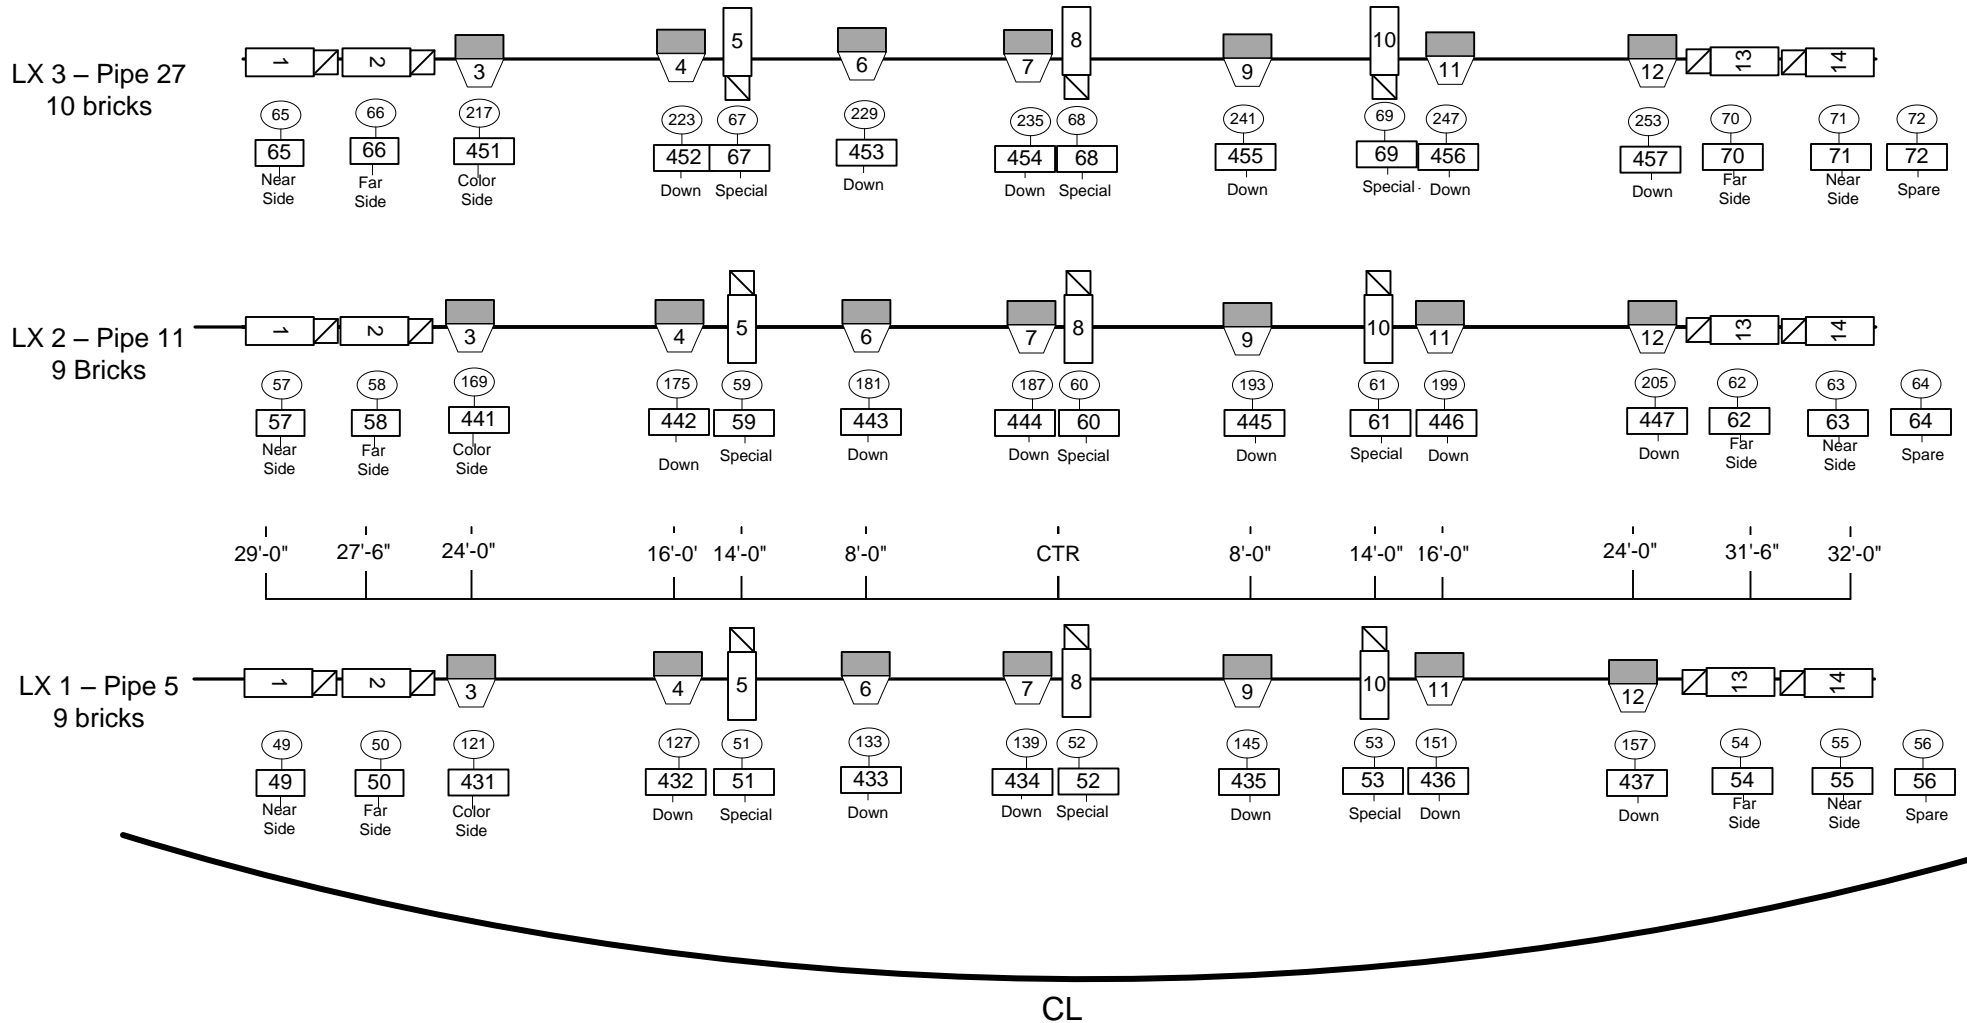 LX 3 – Pipe 27
10 bricks
1 2 3 4 5 6 7 8 9 10 11 12 13 14
65 66 217 223 67 229 235 68 241 69 247 253 70 71 72
65 66 451 452 67 453 454 68 455 69 456 457 70 71 72
Near Side Far Side Color Side Down Special Down Down Special Down Special Down Down Far Side Near Side Spare
LX 2 – Pipe 11
9 Bricks
1 2 3 4 5 6 7 8 9 10 11 12 13 14
57 58 169 175 59 181 187 60 193 61 199 205 62 63 64
57 58 441 442 59 443 444 60 445 61 446 447 62 63 64
Near Side Far Side Color Side Down Special Down Down Special Down Special Down Down Far Side Near Side Spare
29'-0" 27'-6" 24'-0" 16'-0' 14'-0" 8'-0" CTR 8'-0" 14'-0" 16'-0" 24'-0" 31'-6" 32'-0"
LX 1 – Pipe 5
9 bricks
1 2 3 4 5 6 7 8 9 10 11 12 13 14
49 50 121 127 51 133 139 52 145 53 151 157 54 55 56
49 50 431 432 51 433 434 52 435 53 436 437 54 55 56
Near Side Far Side Color Side Down Special Down Down Special Down Special Down Down Far Side Near Side Spare
CL